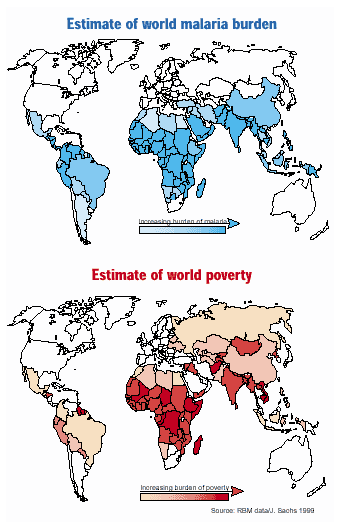 Estimate of world malaria burden
Increasing burden of malaria
Estimate of world poverty
Increasing burden of poverty
Source: RBM data/J. Sachs 1999